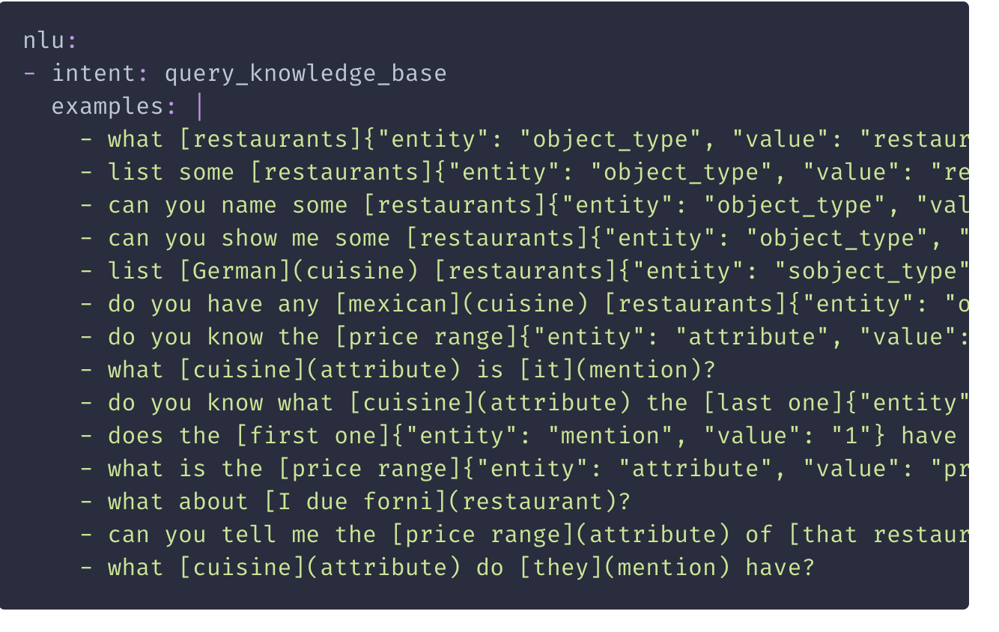 nlu:
- intent: query_knowledge_base
  examples: |
    - what [restaurants]{"entity": "object_type", "value": "restaur
    - list some [restaurants]{"entity": "object_type", "value": "re
    - can you name some [restaurants]{"entity": "object_type", "val
    - can you show me some [restaurants]{"entity": "object_type", "
    - list [German](cuisine) [restaurants]{"entity": "sobject_type"
    - do you have any [mexican](cuisine) [restaurants]{"entity": "o
    - do you know the [price range]{"entity": "attribute", "value":
    - what [cuisine](attribute) is [it](mention)?
    - do you know what [cuisine](attribute) the [last one]{"entity"
    - does the [first one]{"entity": "mention", "value": "1"} have
    - what is the [price range]{"entity": "attribute", "value": "pr
    - what about [I due forni](restaurant)?
    - can you tell me the [price range](attribute) of [that restaur
    - what [cuisine](attribute) do [they](mention) have?